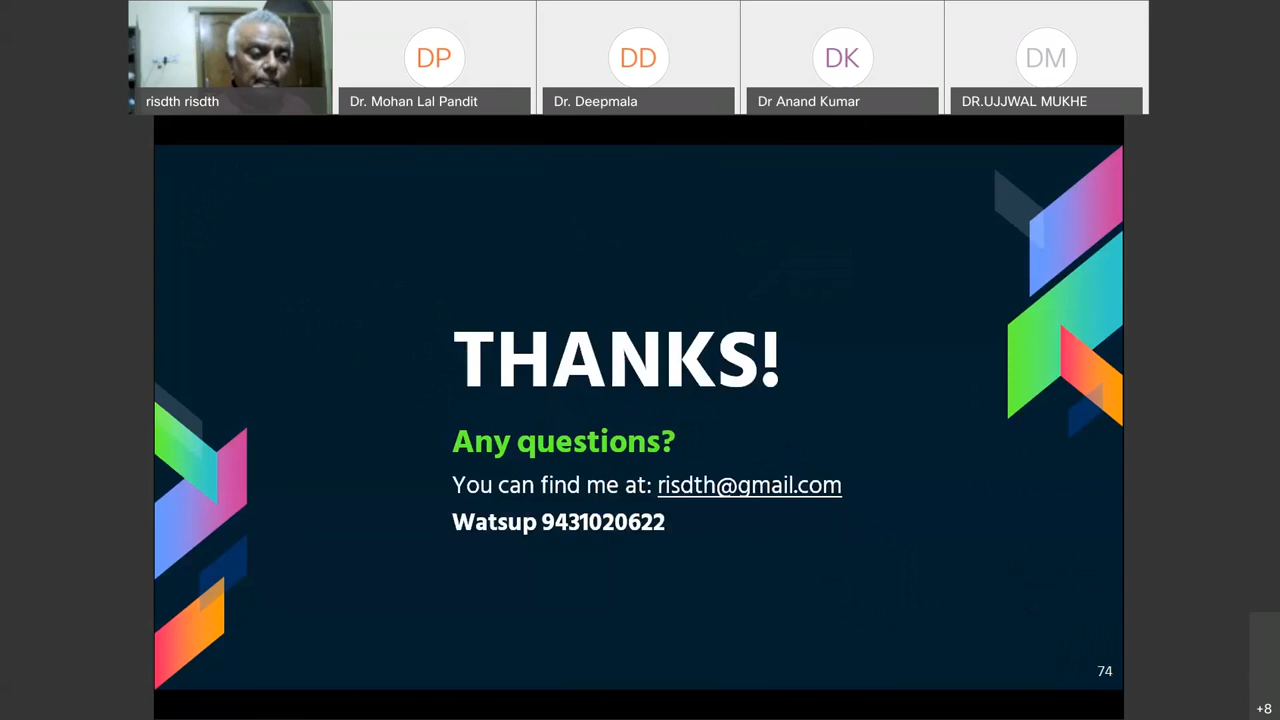 DP
DD
DK
DM
risdth risdth
Dr. Mohan Lal Pandit
Dr. Deepmala
Dr Anand Kumar
DR.UJJWAL MUKHE
THANKS!
Any questions?
You can find me at: risdth@gmail.com
Watsup 9431020622
74
+8